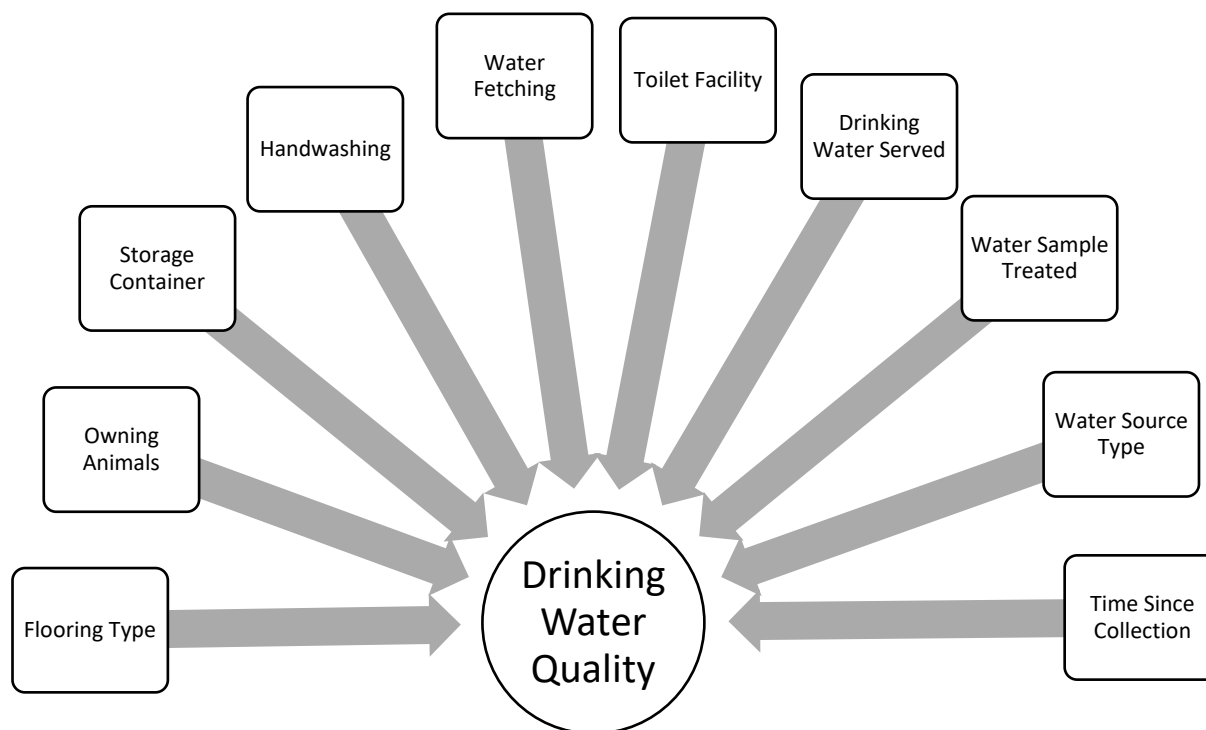 Water
Fetching
Toilet Facility
Drinking
Water Served
Handwashing
Water Sample
Treated
Storage
Container
Water Source
Type
Owning
Animals
Flooring Type
Time Since
Collection
Drinking
Water
Quality